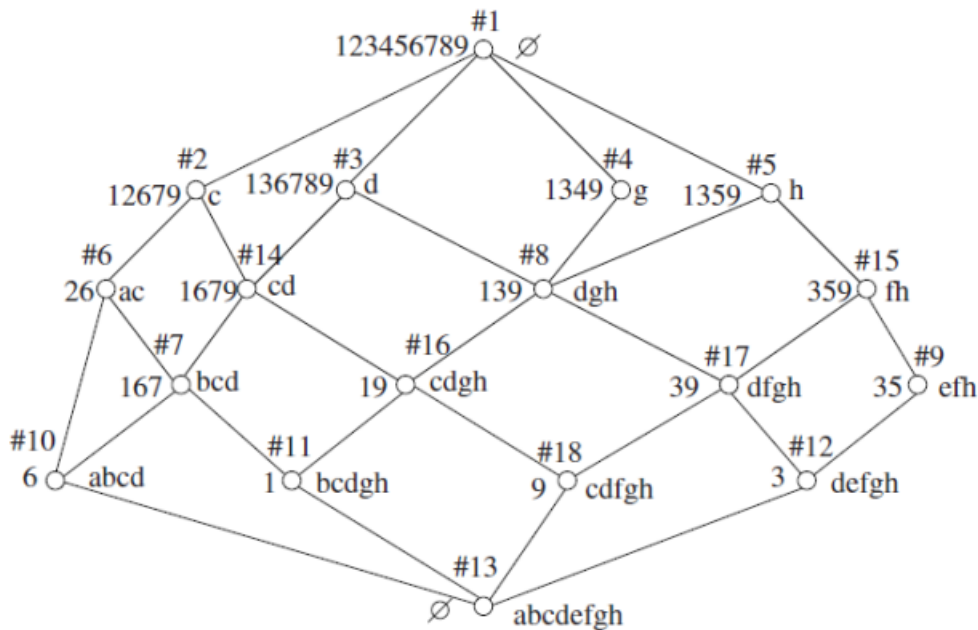 #1
123456789 ∅
#2 #3 #4 #5
12679 c 136789 d 1349 g 1359 h
#6 #14 #8 #15
26 ac 1679 cd 139 dgh 359 fh
#7 #16 #17 #9
167 bcd 19 cdgh 39 dfgh 35 efh
#10 #11 #18 #12
6 abcd 1 bcdgh 9 cdfgh 3 defgh
#13
∅ abcdefgh